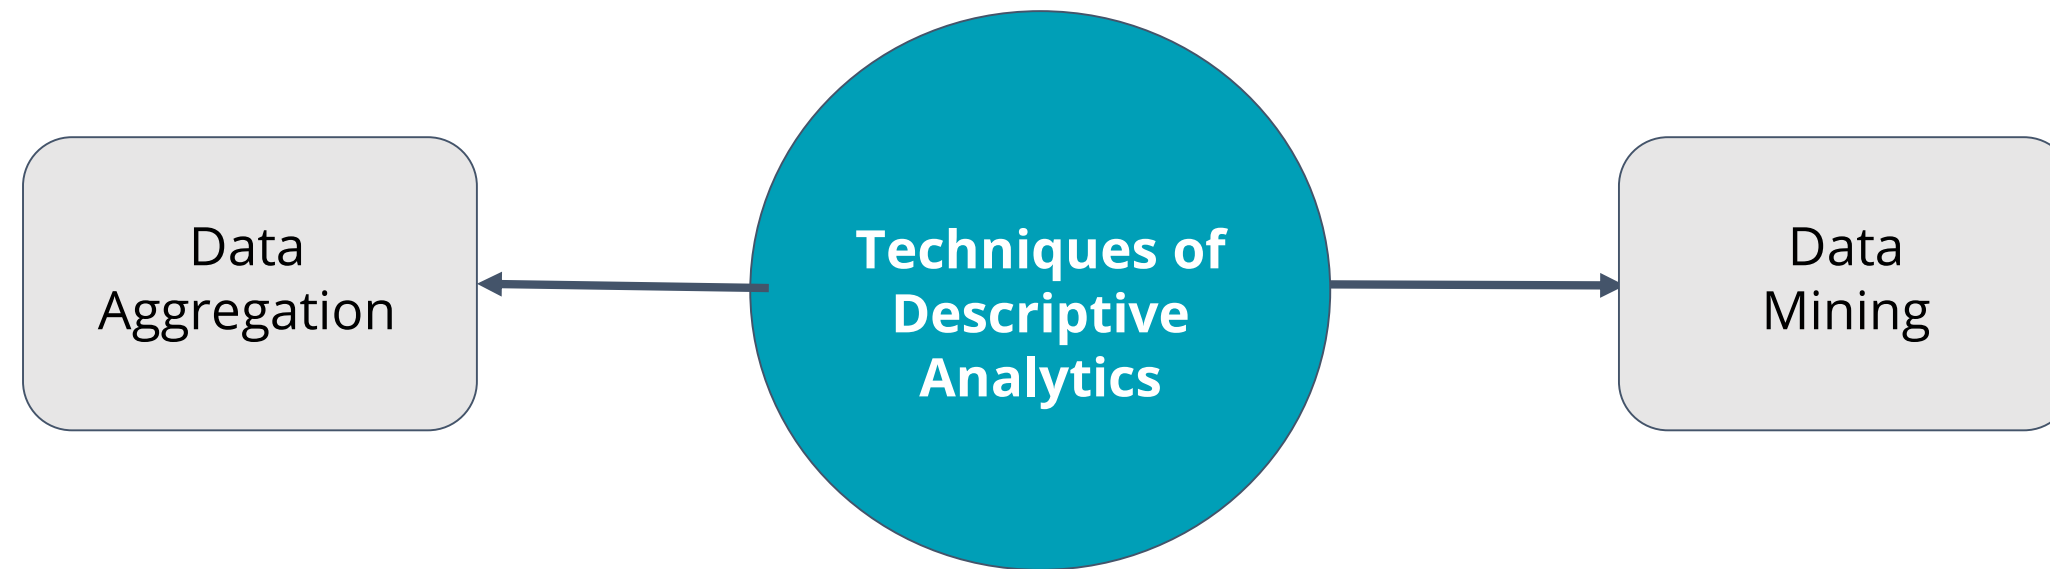 Data
Aggregation
Techniques of
Descriptive
Analytics
Data
Mining